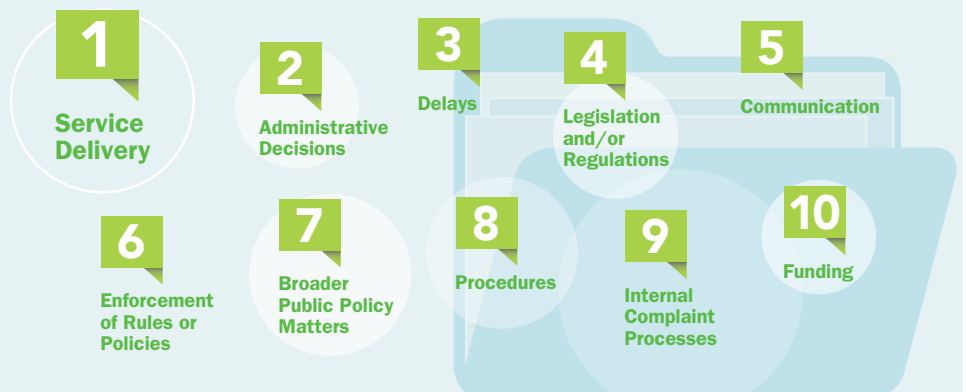 1
Service
Delivery
2
Administrative
Decisions
3
Delays
4
Legislation
and/or
Regulations
5
Communication
6
Enforcement
of Rules or
Policies
7
Broader
Public Policy
Matters
8
Procedures
9
Internal
Complaint
Processes
10
Funding